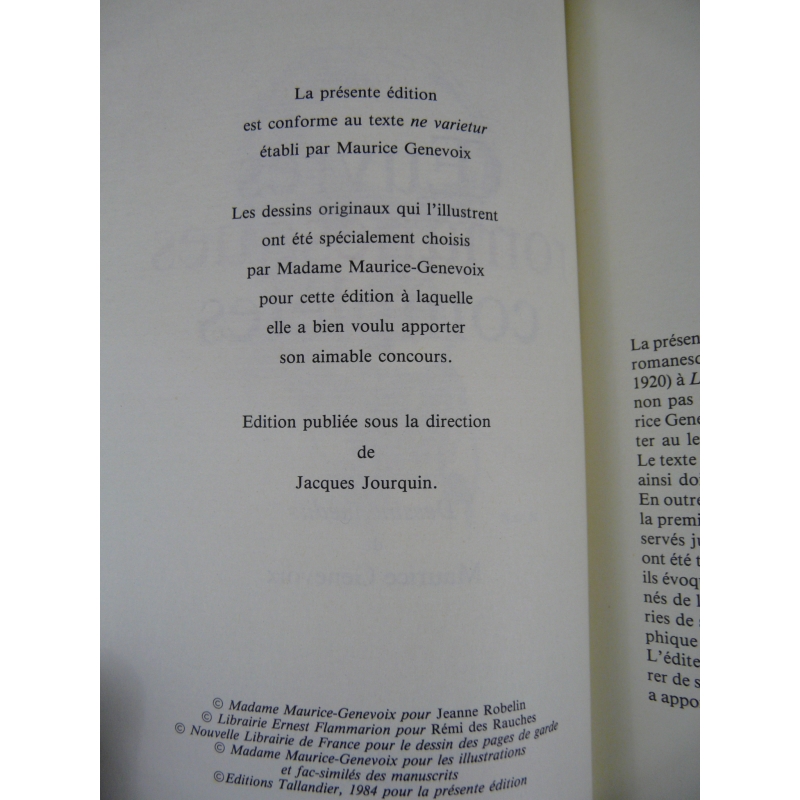 La présente édition
est conforme au texte ne varietur
établi par Maurice Genevoix
Les dessins originaux qui l'illustrent
ont été spécialement choisis
par Madame Maurice-Genevoix
pour cette édition à laquelle
elle a bien voulu apporter
son aimable concours.
Edition publiée sous la direction
de
Jacques Jourquin.
© Madame Maurice-Genevoix pour Jeanne Robelin
© Librairie Ernest Flammarion pour Rémi des Rauches
© Nouvelle Librairie de France pour le dessin des pages de garde
© Madame Maurice-Genevoix pour les illustrations
et fac-similés des manuscrits
©Editions Tallandier, 1984 pour la présente édition
La présen
romanesc
1920) à L
non pas
rice Gene
ter au le
Le texte
ainsi do
En outre
la premi
servés ju
ont été t
ils évoq
nés de l
ries de
phique
L'édite
rer de s
a appo